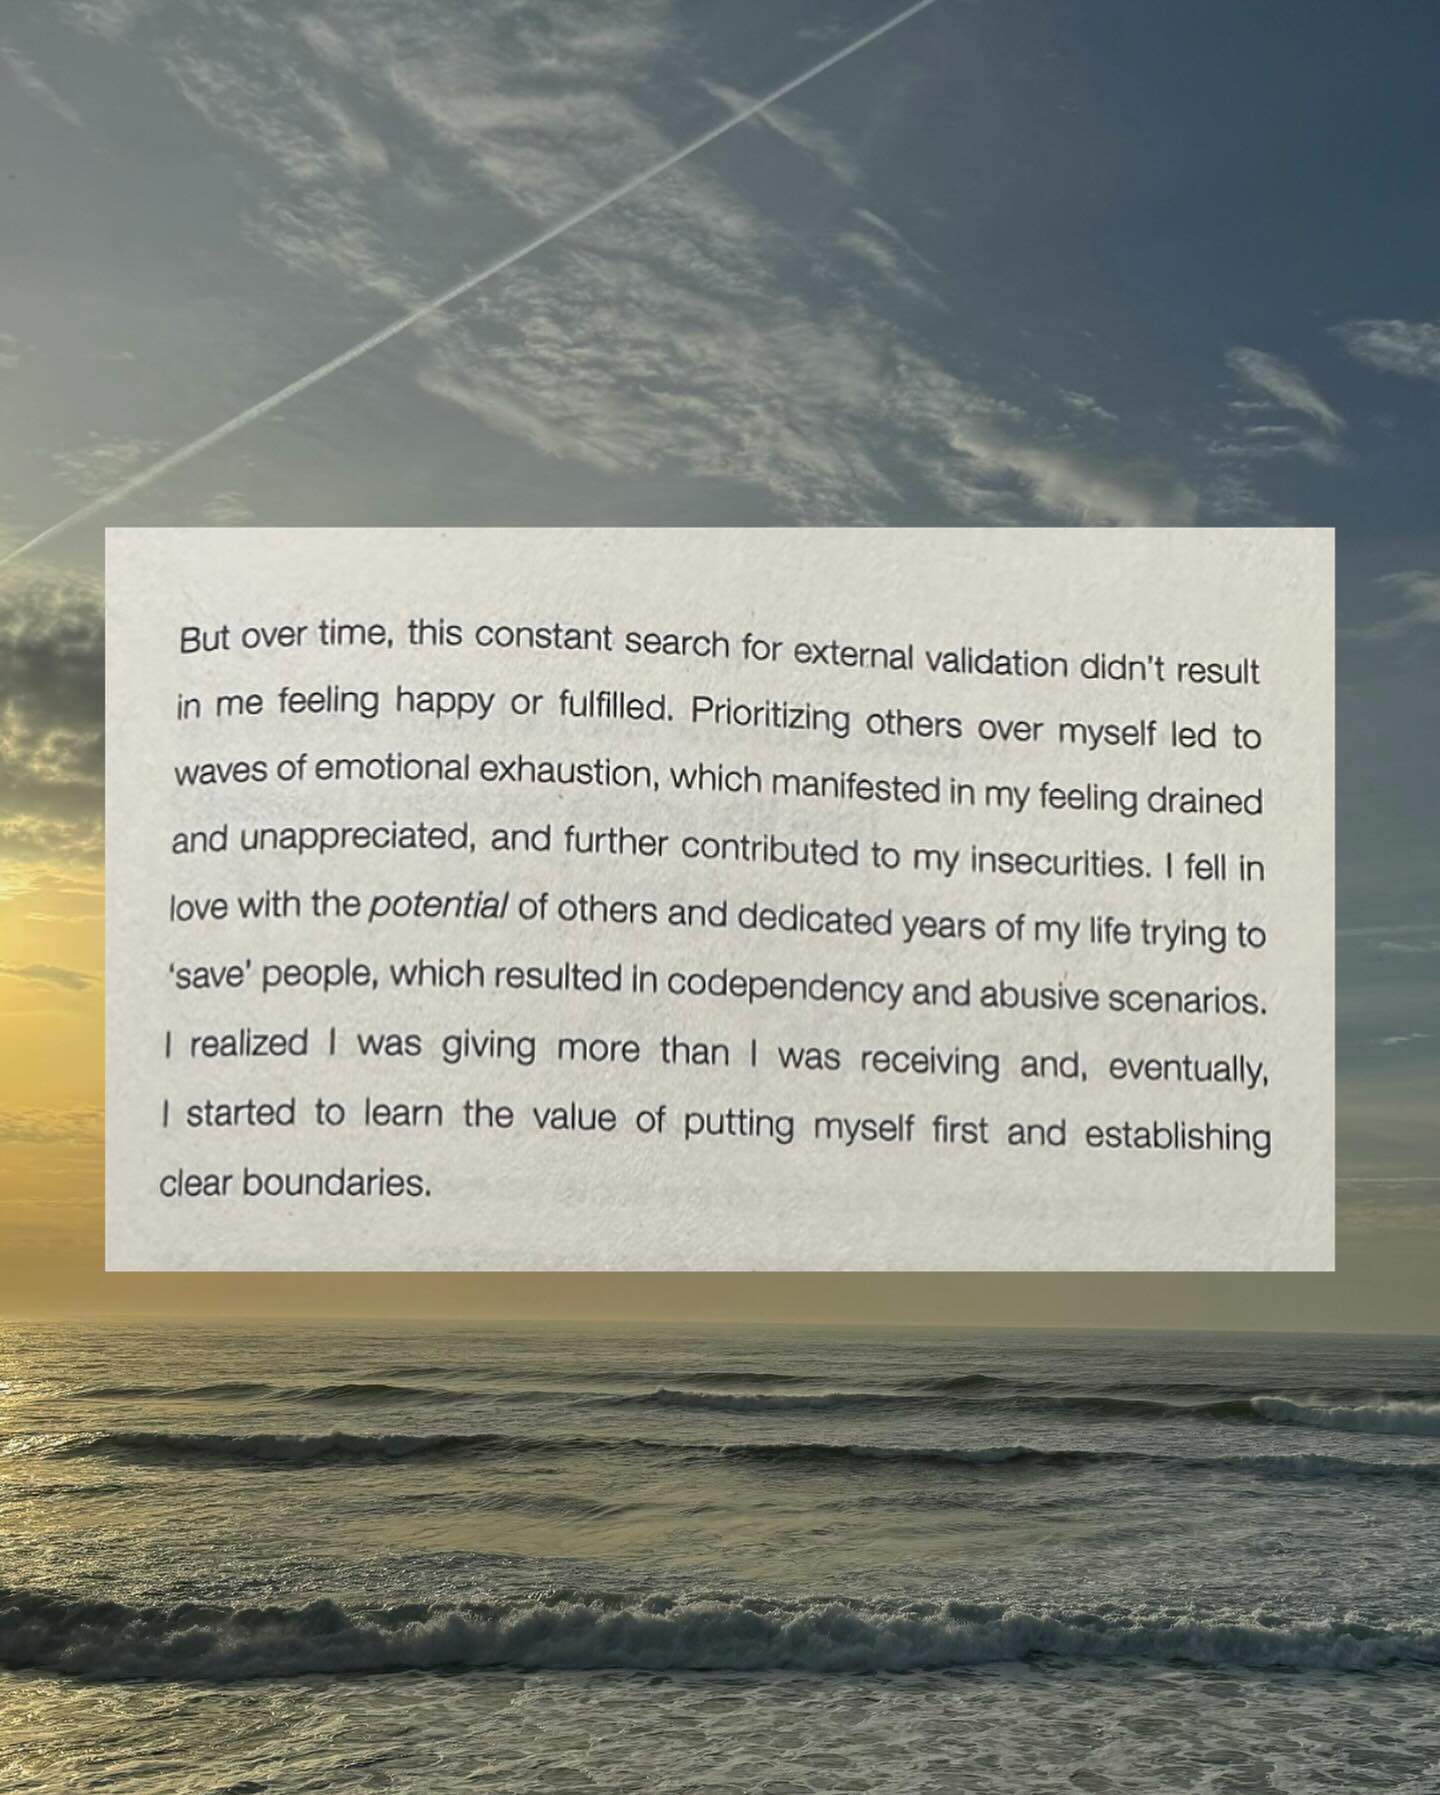 But over time, this constant search for external validation didn't result
in me feeling happy or fulfilled. Prioritizing others over myself led to
waves of emotional exhaustion, which manifested in my feeling drained
and unappreciated, and further contributed to my insecurities. I fell in
love with the potential of others and dedicated years of my life trying to
‘save’ people, which resulted in codependency and abusive scenarios.
I realized I was giving more than I was receiving and, eventually,
I started to learn the value of putting myself first and establishing
clear boundaries.